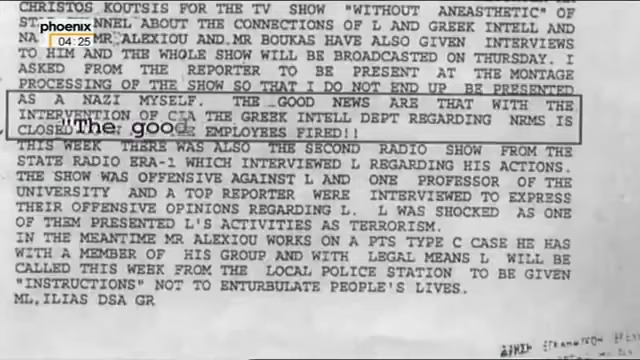 CHRISTOS KOUTSIS FOR THE TV SHOW "WITHOUT ANEASTHETIC" OF
ST CHANNEL ABOUT THE CONNECTIONS OF L AND GREEK INTELL AND
NA MR ALEXIOU AND MR BOUKAS HAVE ALSO GIVEN INTERVIEWS
TO HIM AND THE WHOLE SHOW WILL BE BROADCASTED ON THURSDAY. I
ASKED FROM THE REPORTER TO BE PRESENT AT THE MONTAGE
PROCESSING OF THE SHOW SO THAT I DO NOT END UP BE PRESENTED
AS A NAZI MYSELF. THE GOOD NEWS ARE THAT WITH THE
INTERVENTION OF CIA THE GREEK INTELL DEPT REGARDING NRMS IS
CLOSED EMPLOYEES FIRED!!
THIS WEEK THERE WAS ALSO THE SECOND RADIO SHOW FROM THE
STATE RADIO ERA-1 WHICH INTERVIEWED L REGARDING HIS ACTIONS.
THE SHOW WAS OFFENSIVE AGAINST L AND ONE PROFESSOR OF THE
UNIVERSITY AND A TOP REPORTER WERE INTERVIEWED TO EXPRESS
THEIR OFFENSIVE OPINIONS REGARDING L. L WAS SHOCKED AS ONE
OF THEM PRESENTED L'S ACTIVITIES AS TERRORISM.
IN THE MEANTIME MR ALEXIOU WORKS ON A PTS TYPE C CASE HE HAS
WITH A MEMBER OF HIS GROUP AND WITH LEGAL MEANS L WILL BE
CALLED THIS WEEK FROM THE LOCAL POLICE STATION TO BE GIVEN
"INSTRUCTIONS" NOT TO ENTURBULATE PEOPLE'S LIVES.
ML, ILIAS DSA GR
phoenix
04:25
"The good